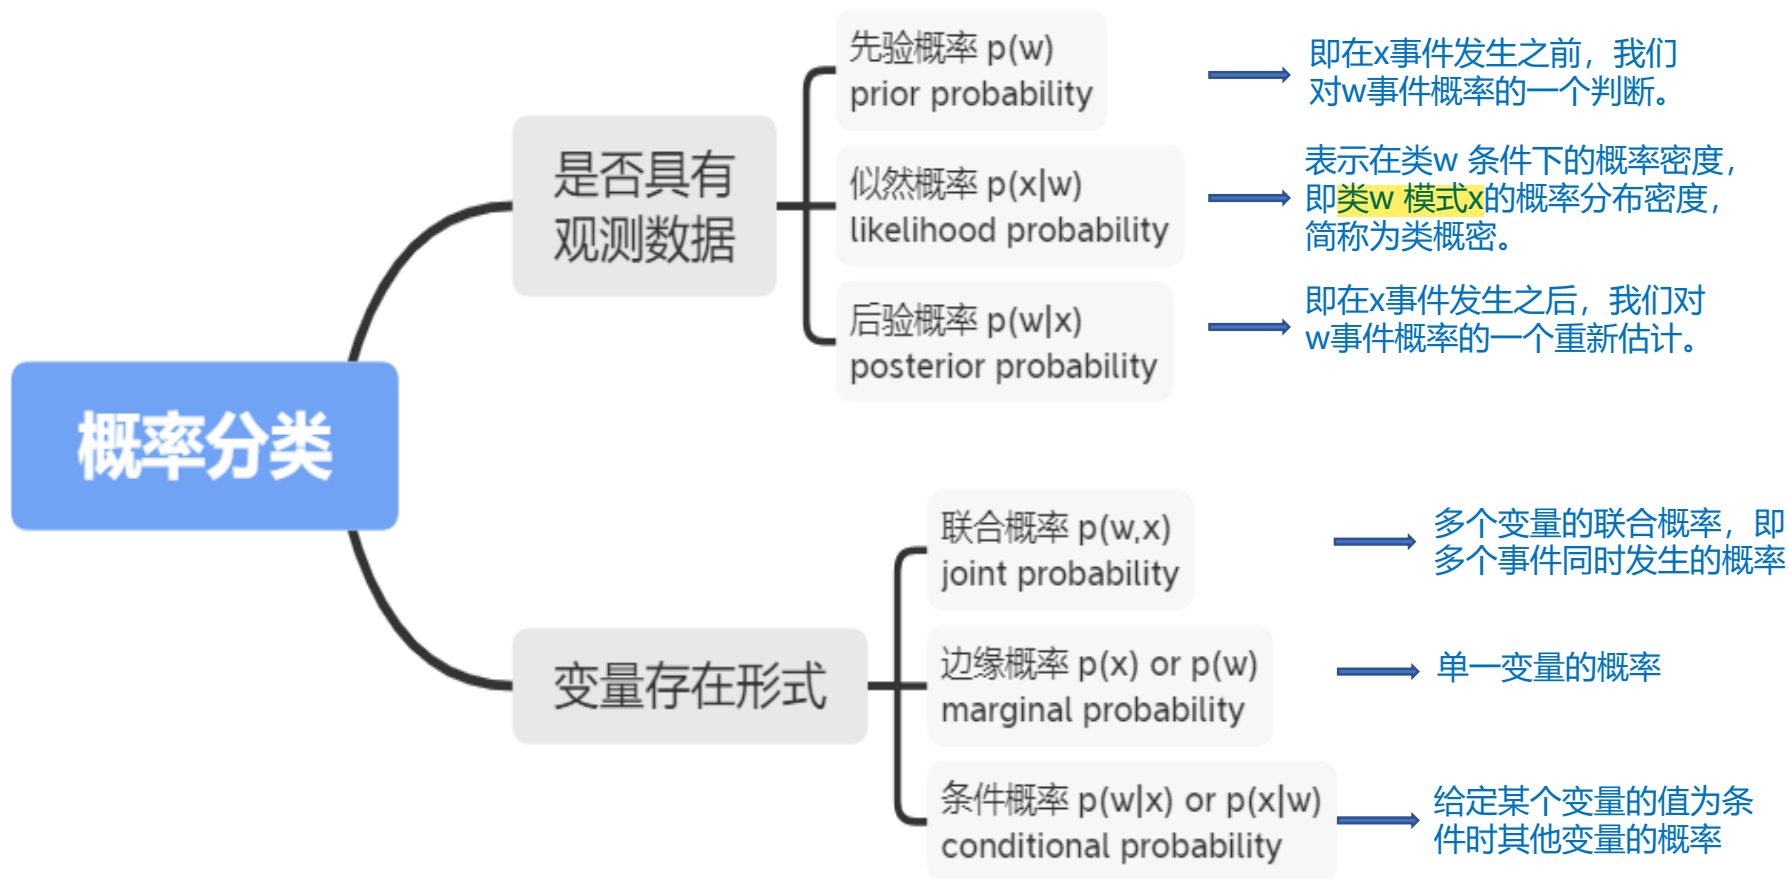 概率分类
是否具有
观测数据
先验概率 p(w)
prior probability
即在x事件发生之前，我们
对w事件概率的一个判断。
似然概率 p(x|w)
likelihood probability
表示在类w 条件下的概率密度，
即类w 模式x的概率分布密度，
简称为类概密。
后验概率 p(w|x)
posterior probability
即在x事件发生之后，我们对
w事件概率的一个重新估计。
变量存在形式
联合概率 p(w,x)
joint probability
多个变量的联合概率，即
多个事件同时发生的概率
边缘概率 p(x) or p(w)
marginal probability
单一变量的概率
条件概率 p(w|x) or p(x|w)
conditional probability
给定某个变量的值为条
件时其他变量的概率